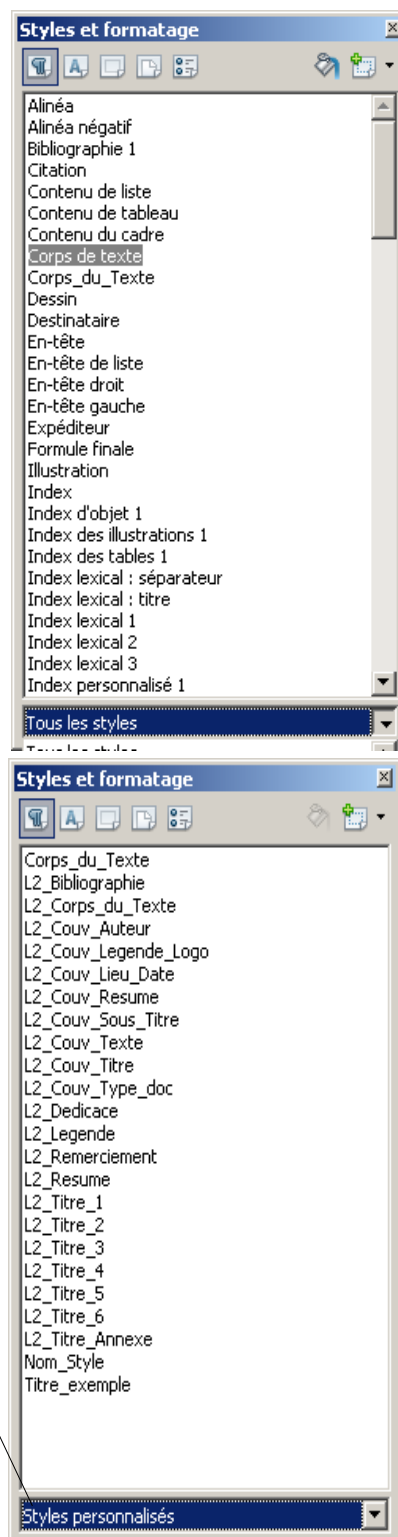 Styles et formatage
Alinéa
Alinéa négatif
Bibliographie 1
Citation
Contenu de liste
Contenu de tableau
Contenu du cadre
Corps de texte
Corps_du_Texte
Dessin
Destinataire
En-tête
En-tête de liste
En-tête droit
En-tête gauche
Expéditeur
Formule finale
Illustration
Index
Index d'objet 1
Index des illustrations 1
Index des tables 1
Index lexical : séparateur
Index lexical : titre
Index lexical 1
Index lexical 2
Index lexical 3
Index personnalisé 1
Tous les styles
Tous les styles
Styles et formatage
Corps_du_Texte
L2_Bibliographie
L2_Corps_du_Texte
L2_Couv_Auteur
L2_Couv_Legende_Logo
L2_Couv_Lieu_Date
L2_Couv_Resume
L2_Couv_Sous_Titre
L2_Couv_Texte
L2_Couv_Titre
L2_Couv_Type_doc
L2_Dedicace
L2_Legende
L2_Remerciement
L2_Resume
L2_Titre_1
L2_Titre_2
L2_Titre_3
L2_Titre_4
L2_Titre_5
L2_Titre_6
L2_Titre_Annexe
Nom_Style
Titre_exemple
Styles personnalisés